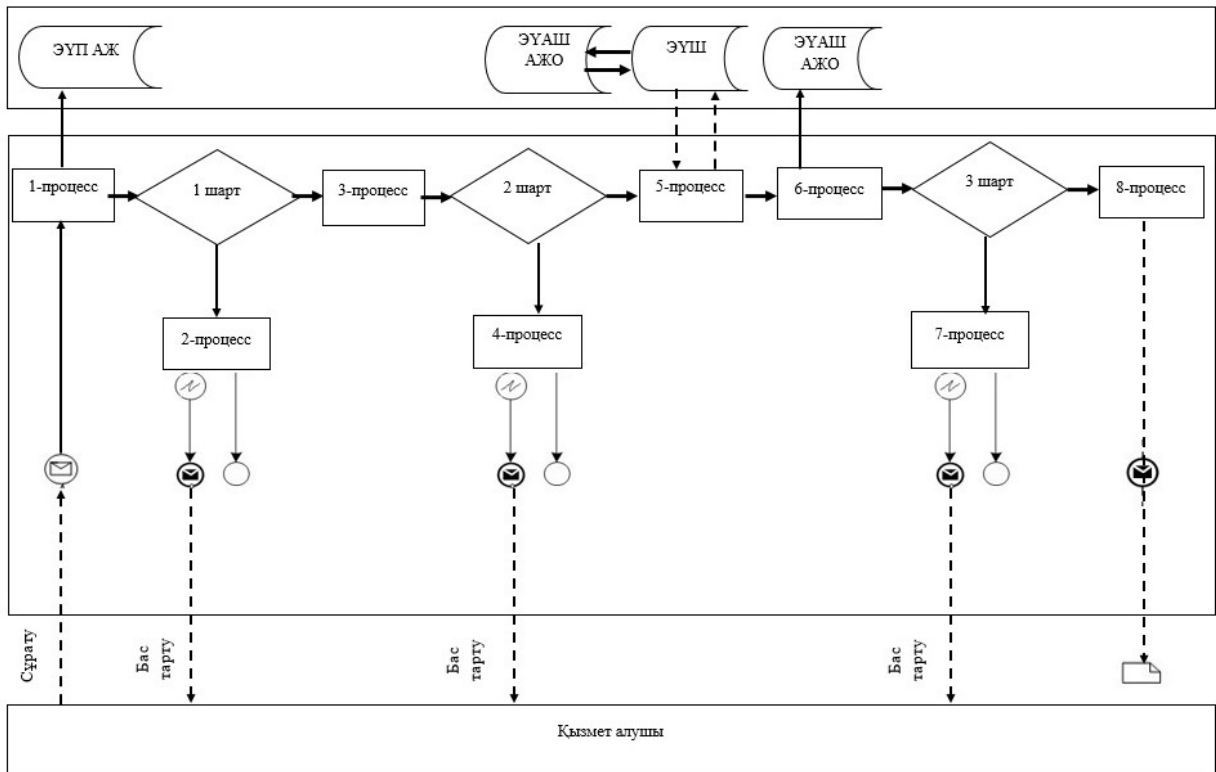 ЭҮП АЖ
ЭҮАШ
АЖО
ЭҮШ
ЭҮАШ
АЖО
1-процесс
1 шарт
3-процесс
2 шарт
5-процесс
6-процесс
3 шарт
8-процесс
2-процесс
4-процесс
7-процесс
Сұрату
Бас
тарту
Бас
тарту
Бас
тарту
Қызмет алушы